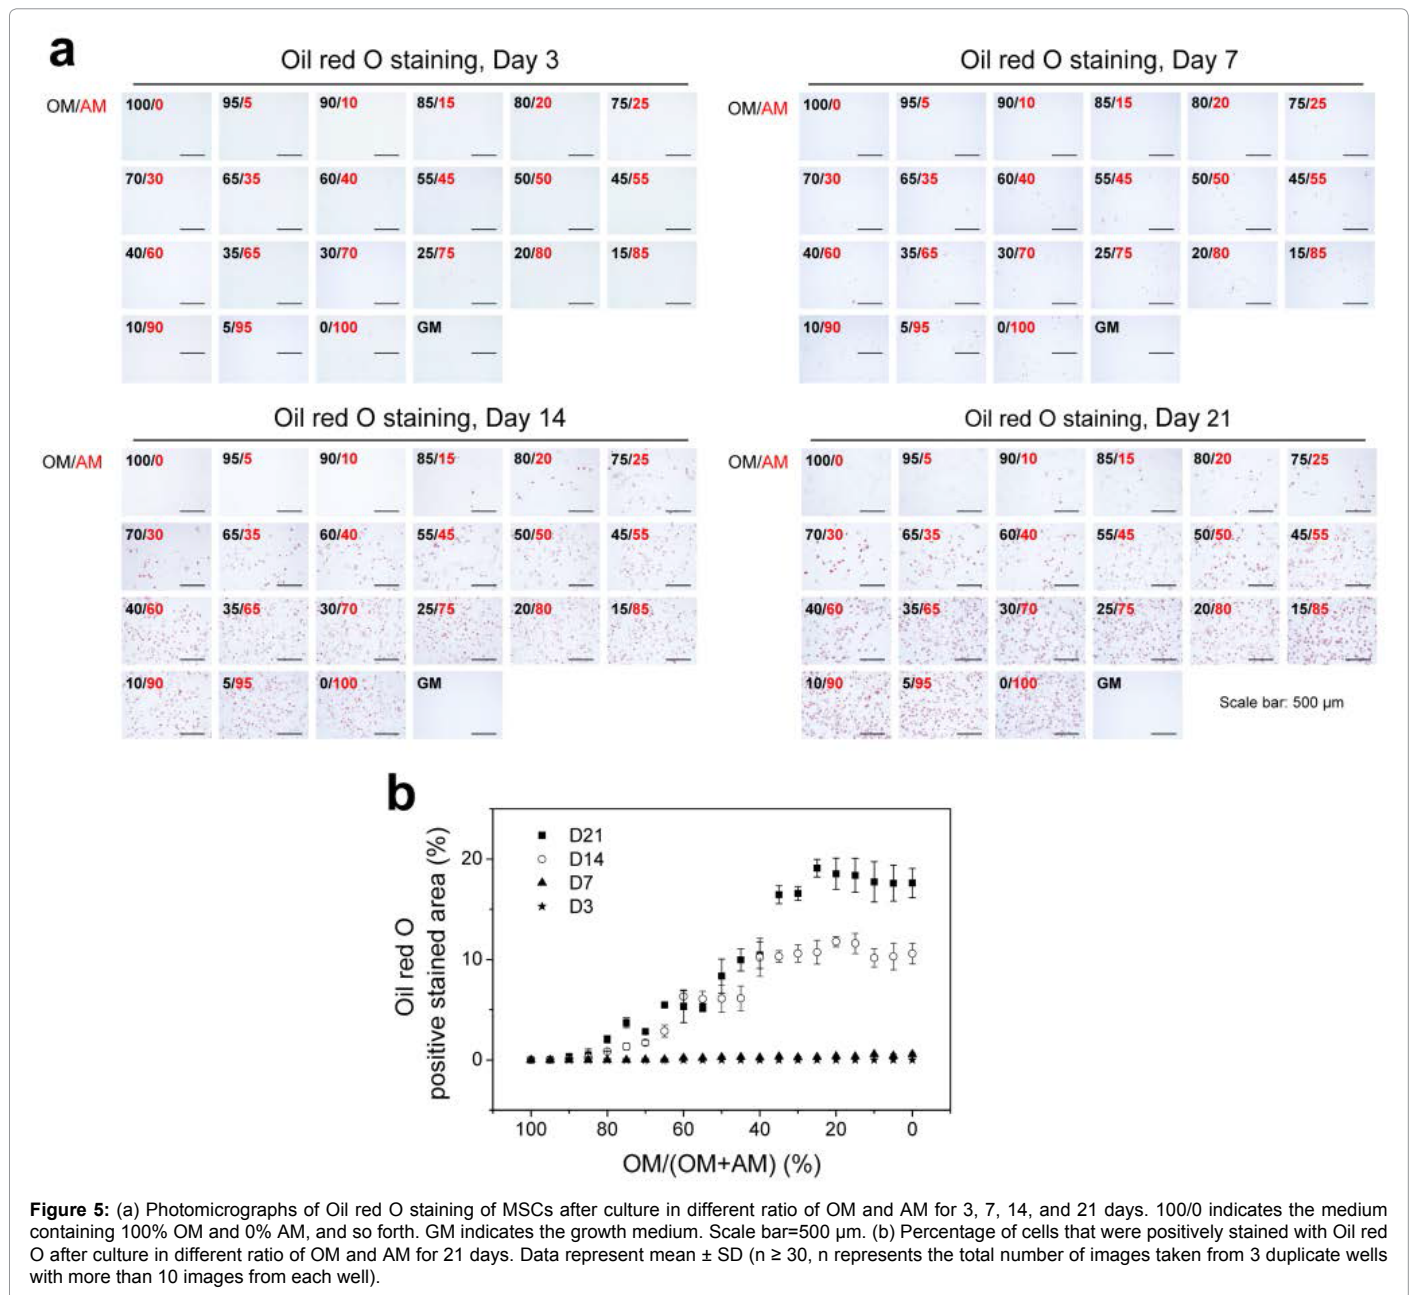 a
Oil red O staining, Day 3
OM/AM 100/0 95/5 90/10 85/15 80/20 75/25
70/30 65/35 60/40 55/45 50/50 45/55
40/60 35/65 30/70 25/75 20/80 15/85
10/90 5/95 0/100 GM
Oil red O staining, Day 7
OM/AM 100/0 95/5 90/10 85/15 80/20 75/25
70/30 65/35 60/40 55/45 50/50 45/55
40/60 35/65 30/70 25/75 20/80 15/85
10/90 5/95 0/100 GM
Oil red O staining, Day 14
OM/AM 100/0 95/5 90/10 85/15 80/20 75/25
70/30 65/35 60/40 55/45 50/50 45/55
40/60 35/65 30/70 25/75 20/80 15/85
10/90 5/95 0/100 GM
Oil red O staining, Day 21
OM/AM 100/0 95/5 90/10 85/15 80/20 75/25
70/30 65/35 60/40 55/45 50/50 45/55
40/60 35/65 30/70 25/75 20/80 15/85
10/90 5/95 0/100 GM
Scale bar: 500 µm
b
Oil red O
positive stained area (%)
20
10
0
D21
D14
D7
D3
100 80 60 40 20 0
OM/(OM+AM) (%)
Figure 5: (a) Photomicrographs of Oil red O staining of MSCs after culture in different ratio of OM and AM for 3, 7, 14, and 21 days. 100/0 indicates the medium
containing 100% OM and 0% AM, and so forth. GM indicates the growth medium. Scale bar=500 µm. (b) Percentage of cells that were positively stained with Oil red
O after culture in different ratio of OM and AM for 21 days. Data represent mean ± SD (n ≥ 30, n represents the total number of images taken from 3 duplicate wells
with more than 10 images from each well).